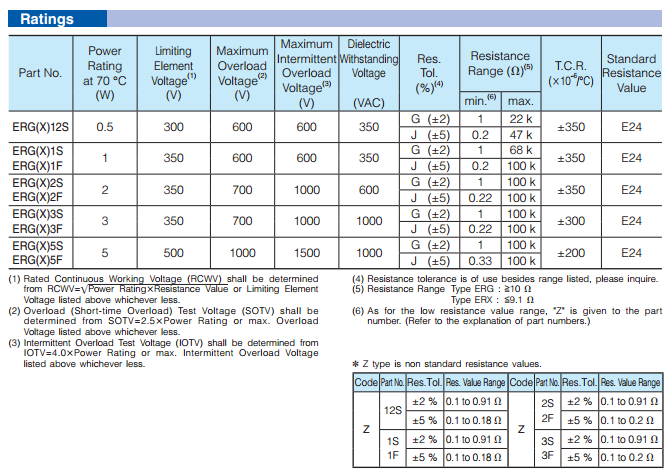 Ratings
Part No. Power Rating at 70 °C (W) Limiting Element Voltage(1) (V) Maximum Overload Voltage(2) (V) Maximum Intermittent Overload Voltage(3) (V) Dielectric Withstanding Voltage (VAC) Res. Tol. (%)(4) Resistance Range (Ω)(5) T.C.R. (×10⁻⁶/°C) Standard Resistance Value
min.(6) max.
ERG(X)12S 0.5 300 600 600 350 G (±2) 1 22 k ±350 E24
J (±5) 0.2 47 k
ERG(X)1S 1 350 600 600 350 G (±2) 1 68 k ±350 E24
ERG(X)1F J (±5) 0.2 100 k
ERG(X)2S 2 350 700 1000 600 G (±2) 1 100 k ±350 E24
ERG(X)2F J (±5) 0.22 100 k
ERG(X)3S 3 350 700 1000 1000 G (±2) 1 100 k ±300 E24
ERG(X)3F J (±5) 0.22 100 k
ERG(X)5S 5 500 1000 1500 1000 G (±2) 1 100 k ±200 E24
ERG(X)5F J (±5) 0.33 100 k
(1) Rated Continuous Working Voltage (RCWV) shall be determined
from RCWV=√Power Rating×Resistance Value or Limiting Element
Voltage listed above whichever less.
(2) Overload (Short-time Overload) Test Voltage (SOTV) shall be
determined from SOTV=2.5×Power Rating or max. Overload
Voltage listed above whichever less.
(3) Intermittent Overload Test Voltage (IOTV) shall be determined from
IOTV=4.0×Power Rating or max. Intermittent Overload Voltage
listed above whichever less.
(4) Resistance tolerance is of use besides range listed, please inquire.
(5) Resistance Range Type ERG : ≧10 Ω
Type ERX : ≦9.1 Ω
(6) As for the low resistance value range, "Z" is given to the part
number. (Refer to the explanation of part numbers.)
＊ Z type is non standard resistance values.
Code Part No. Res.Tol. Res. Value Range Code Part No. Res.Tol. Res. Value Range
Z 12S ±2 % 0.1 to 0.91 Ω Z 2S ±2 % 0.1 to 0.91 Ω
±5 % 0.1 to 0.18 Ω 2F ±5 % 0.1 to 0.2 Ω
1S ±2 % 0.1 to 0.91 Ω 3S ±2 % 0.1 to 0.91 Ω
1F ±5 % 0.1 to 0.18 Ω 3F ±5 % 0.1 to 0.2 Ω